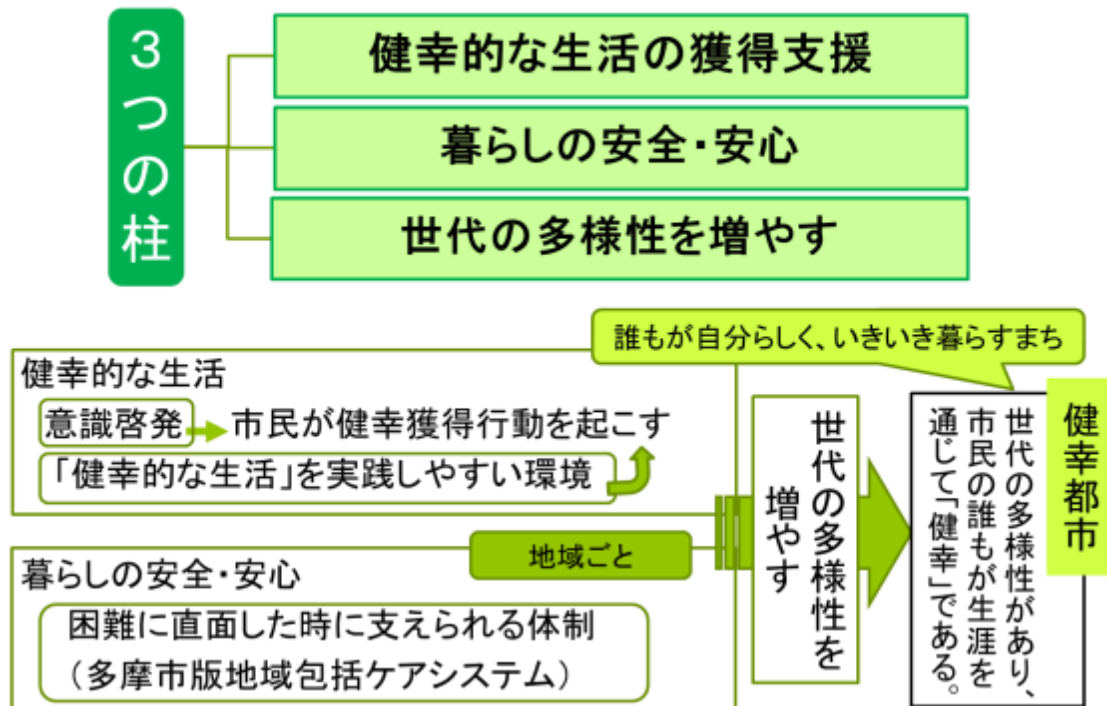 3つの柱
健幸的な生活の獲得支援
暮らしの安全・安心
世代の多様性を増やす
誰もが自分らしく、いきいき暮らすまち
健幸的な生活
意識啓発
市民が健幸獲得行動を起こす
「健幸的な生活」を実践しやすい環境
地域ごと
暮らしの安全・安心
困難に直面した時に支えられる体制
（多摩市版地域包括ケアシステム）
世代の多様性を
増やす
健幸都市
世代の多様性があり、
市民の誰もが生涯を
通じて「健幸」である。